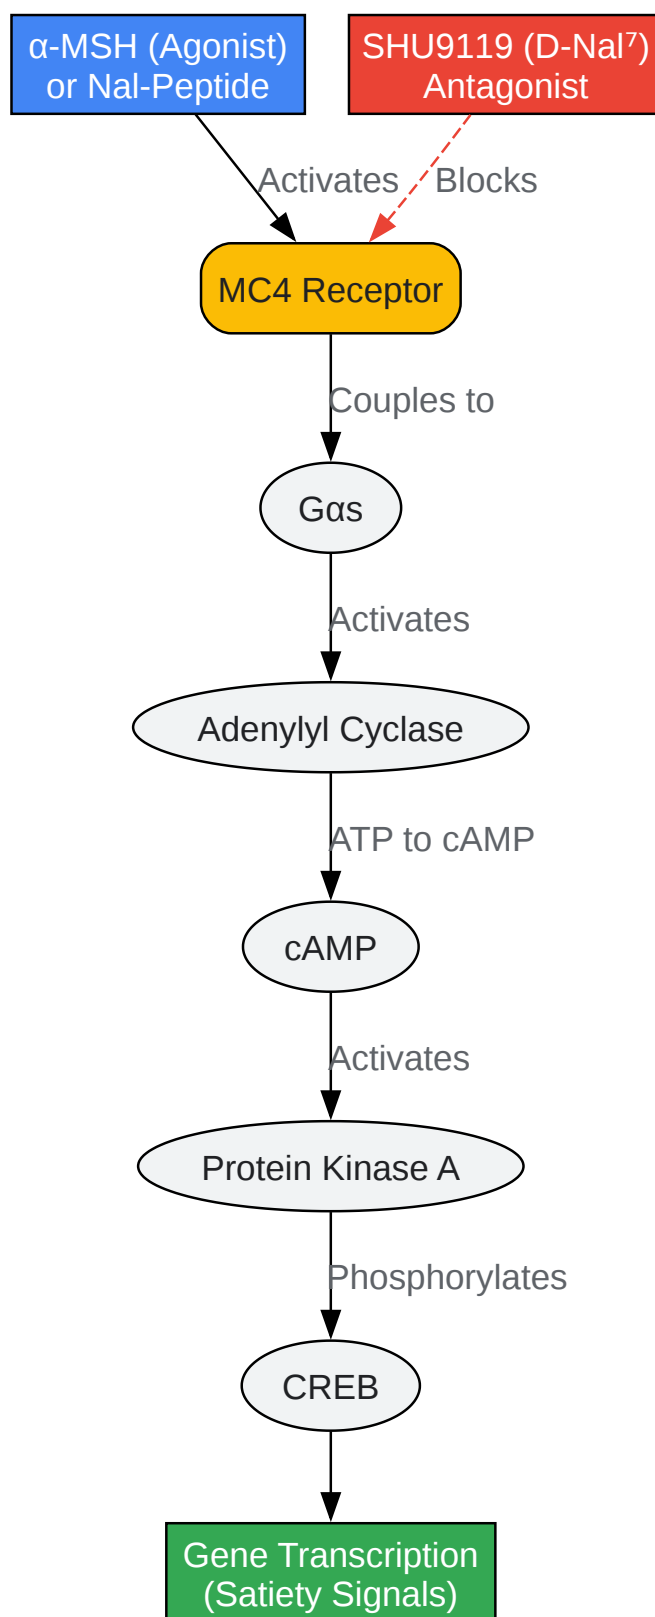 α-MSH (Agonist)
or Nal-Peptide
SHU9119 (D-Nal⁷)
Antagonist
Activates
Blocks
MC4 Receptor
Couples to
Gαs
Activates
Adenylyl Cyclase
ATP to cAMP
cAMP
Activates
Protein Kinase A
Phosphorylates
CREB
Gene Transcription
(Satiety Signals)